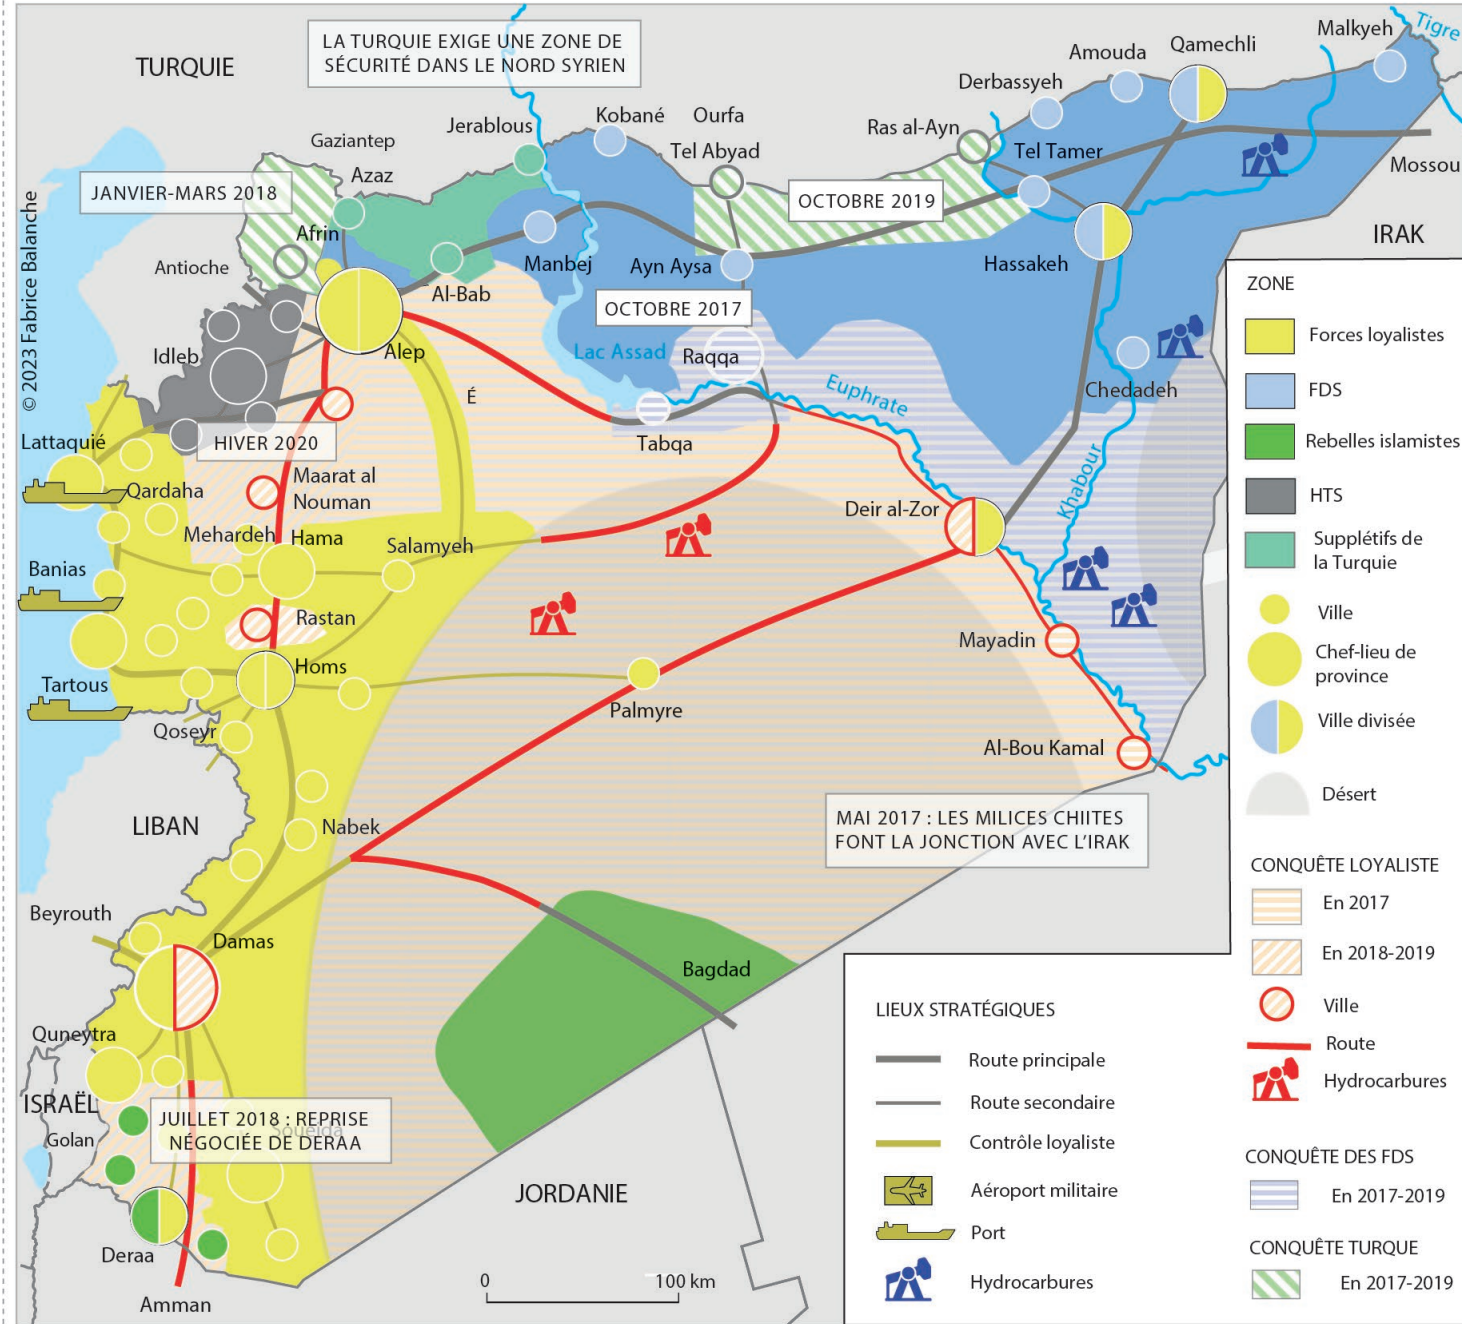 LA TURQUIE EXIGE UNE ZONE DE
SÉCURITÉ DANS LE NORD SYRIEN
TURQUIE
Malkyeh
Tigre
Qamechli
Amouda
Derbassyeh
Kobané
Ourfa
Jerablous
Ras al-Ayn
Tel Abyad
Tel Tamer
Gaziantep
Azaz
Mossou
JANVIER-MARS 2018
OCTOBRE 2019
© 2023 Fabrice Balanche
Afrin
IRAK
Antioche
Manbej
Ayn Aysa
Hassakeh
Al-Bab
OCTOBRE 2017
Idleb
Alep
Lac Assad
Raqqa
Euphrate
Chedadeh
É
Lattaquié
HIVER 2020
Tabqa
Khabour
Qardaha
Maarat al
Nouman
Deir al-Zor
Mehardeh
Hama
Salamyeh
Banias
Rastan
Mayadin
Homs
Tartous
Palmyre
Qoseyr
Al-Bou Kamal
LIBAN
Nabek
MAI 2017 : LES MILICES CHIITES
FONT LA JONCTION AVEC L'IRAK
Beyrouth
Damas
Bagdad
Quneytra
ISRAËL
Golan
JUILLET 2018 : REPRISE
NÉGOCIÉE DE DERAA
Soueida
JORDANIE
Deraa
Amman
0
100 km
ZONE
Forces loyalistes
FDS
Rebelles islamistes
HTS
Supplétifs de
la Turquie
Ville
Chef-lieu de
province
Ville divisée
Désert
CONQUÊTE LOYALISTE
En 2017
En 2018-2019
Ville
Route
Hydrocarbures
CONQUÊTE DES FDS
En 2017-2019
CONQUÊTE TURQUE
En 2017-2019
LIEUX STRATÉGIQUES
Route principale
Route secondaire
Contrôle loyaliste
Aéroport militaire
Port
Hydrocarbures